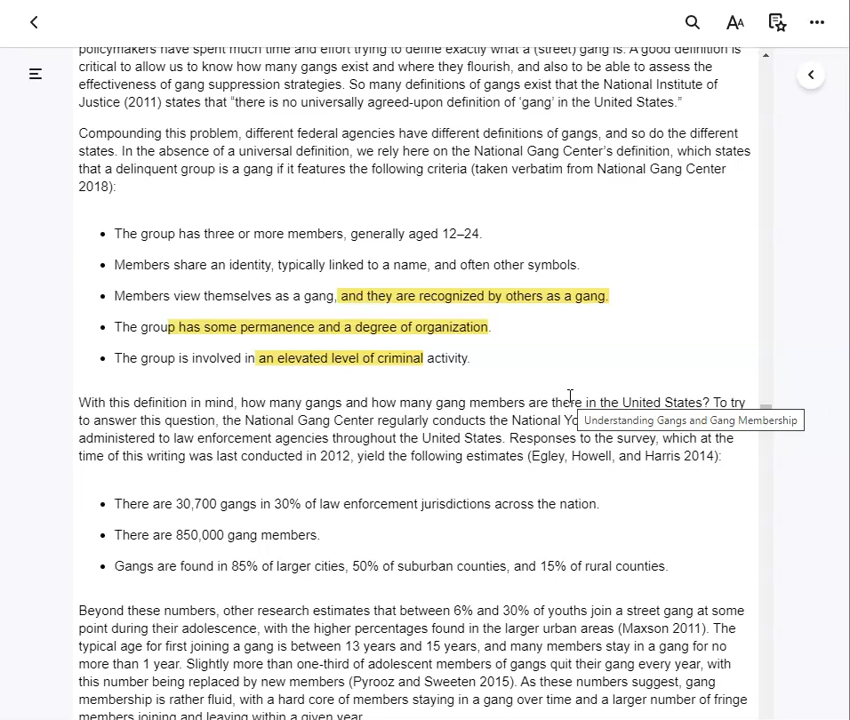 policymakers have spent much time and effort trying to define exactly what a (street) gang is. A good definition is
critical to allow us to know how many gangs exist and where they flourish, and also to be able to assess the
effectiveness of gang suppression strategies. So many definitions of gangs exist that the National Institute of
Justice (2011) states that “there is no universally agreed-upon definition of ‘gang’ in the United States.”
Compounding this problem, different federal agencies have different definitions of gangs, and so do the different
states. In the absence of a universal definition, we rely here on the National Gang Center’s definition, which states
that a delinquent group is a gang if it features the following criteria (taken verbatim from National Gang Center
2018):
• The group has three or more members, generally aged 12–24.
• Members share an identity, typically linked to a name, and often other symbols.
• Members view themselves as a gang, and they are recognized by others as a gang.
• The group has some permanence and a degree of organization.
• The group is involved in an elevated level of criminal activity.
With this definition in mind, how many gangs and how many gang members are there in the United States? To try
to answer this question, the National Gang Center regularly conducts the National Yo
Understanding Gangs and Gang Membership
administered to law enforcement agencies throughout the United States. Responses to the survey, which at the
time of this writing was last conducted in 2012, yield the following estimates (Egley, Howell, and Harris 2014):
• There are 30,700 gangs in 30% of law enforcement jurisdictions across the nation.
• There are 850,000 gang members.
• Gangs are found in 85% of larger cities, 50% of suburban counties, and 15% of rural counties.
Beyond these numbers, other research estimates that between 6% and 30% of youths join a street gang at some
point during their adolescence, with the higher percentages found in the larger urban areas (Maxson 2011). The
typical age for first joining a gang is between 13 years and 15 years, and many members stay in a gang for no
more than 1 year. Slightly more than one-third of adolescent members of gangs quit their gang every year, with
this number being replaced by new members (Pyrooz and Sweeten 2015). As these numbers suggest, gang
membership is rather fluid, with a hard core of members staying in a gang over time and a larger number of fringe
members joining and leaving within a given year.